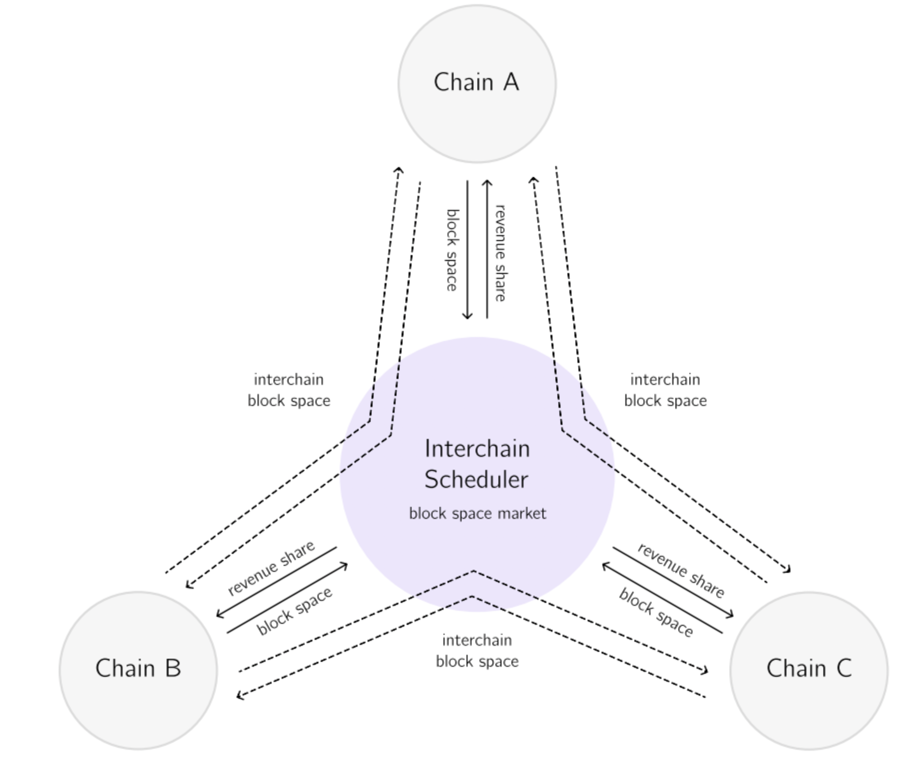 Chain A
block space
revenue share
interchain
block space
interchain
block space
Interchain
Scheduler
block space market
revenue share
block space
revenue share
block space
interchain
block space
Chain B
Chain C